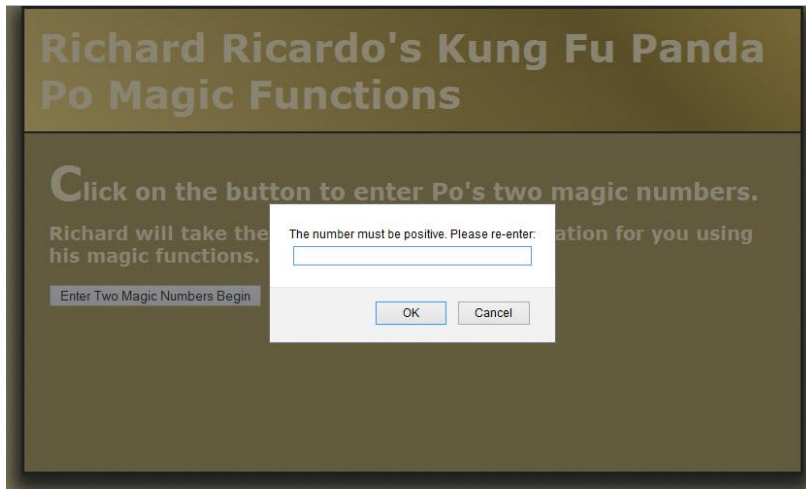 Richard Ricardo's Kung Fu Panda
Po Magic Functions
Click on the button to enter Po's two magic numbers.
Richard will take the ation for you using
his magic functions.
The number must be positive. Please re-enter:
Enter Two Magic Numbers Begin
OK Cancel